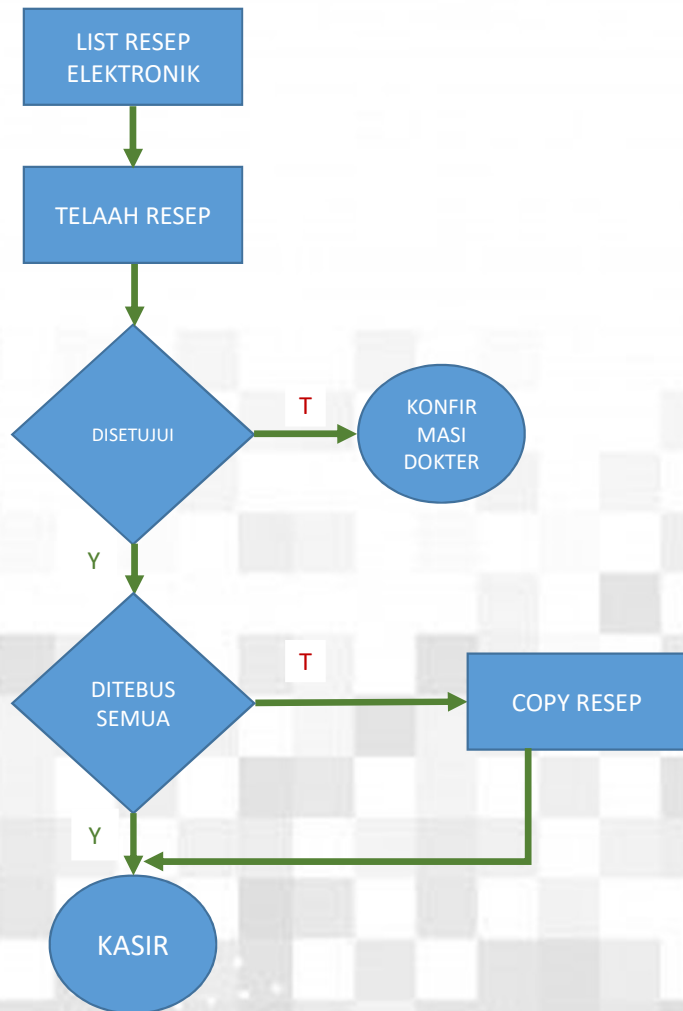 LIST RESEP
ELEKTRONIK
TELAAH RESEP
DISETUJUI
T
KONFIR
MASI
DOKTER
Y
DITEBUS
SEMUA
T
COPY RESEP
Y
KASIR